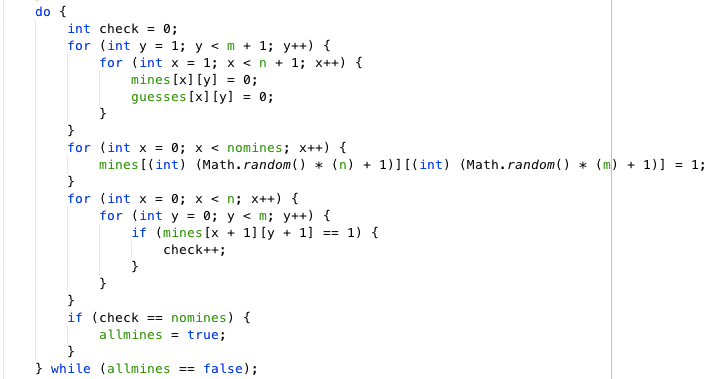 do {
    int check = 0;
    for (int y = 1; y < m + 1; y++) {
        for (int x = 1; x < n + 1; x++) {
            mines[x][y] = 0;
            guesses[x][y] = 0;
        }
    }
    for (int x = 0; x < nomines; x++) {
        mines[(int) (Math.random() * (n) + 1)][(int) (Math.random() * (m) + 1)] = 1;
    }
    for (int x = 0; x < n; x++) {
        for (int y = 0; y < m; y++) {
            if (mines[x + 1][y + 1] == 1) {
                check++;
            }
        }
    }
    if (check == nomines) {
        allmines = true;
    }
} while (allmines == false);